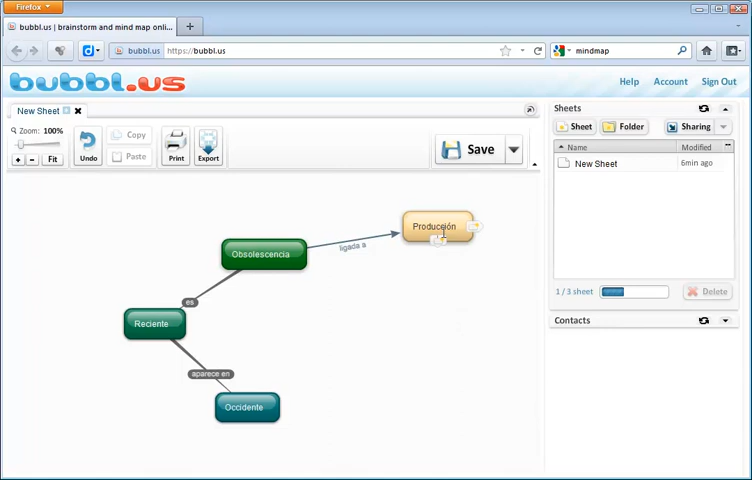 Firefox
bubbl.us | brainstorm and mind map onlin...
bubbl.us https://bubbl.us mindmap
bubbl.us
Help Account Sign Out
New Sheet
Sheets
Zoom: 100%
Fit
Undo
Copy
Paste
Print
Export
Save
Sheet Folder Sharing
Name Modified
New Sheet 6min ago
Producción
ligada a
Obsolescencia
es
Reciente
aparece en
Occidente
1 / 3 sheet Delete
Contacts